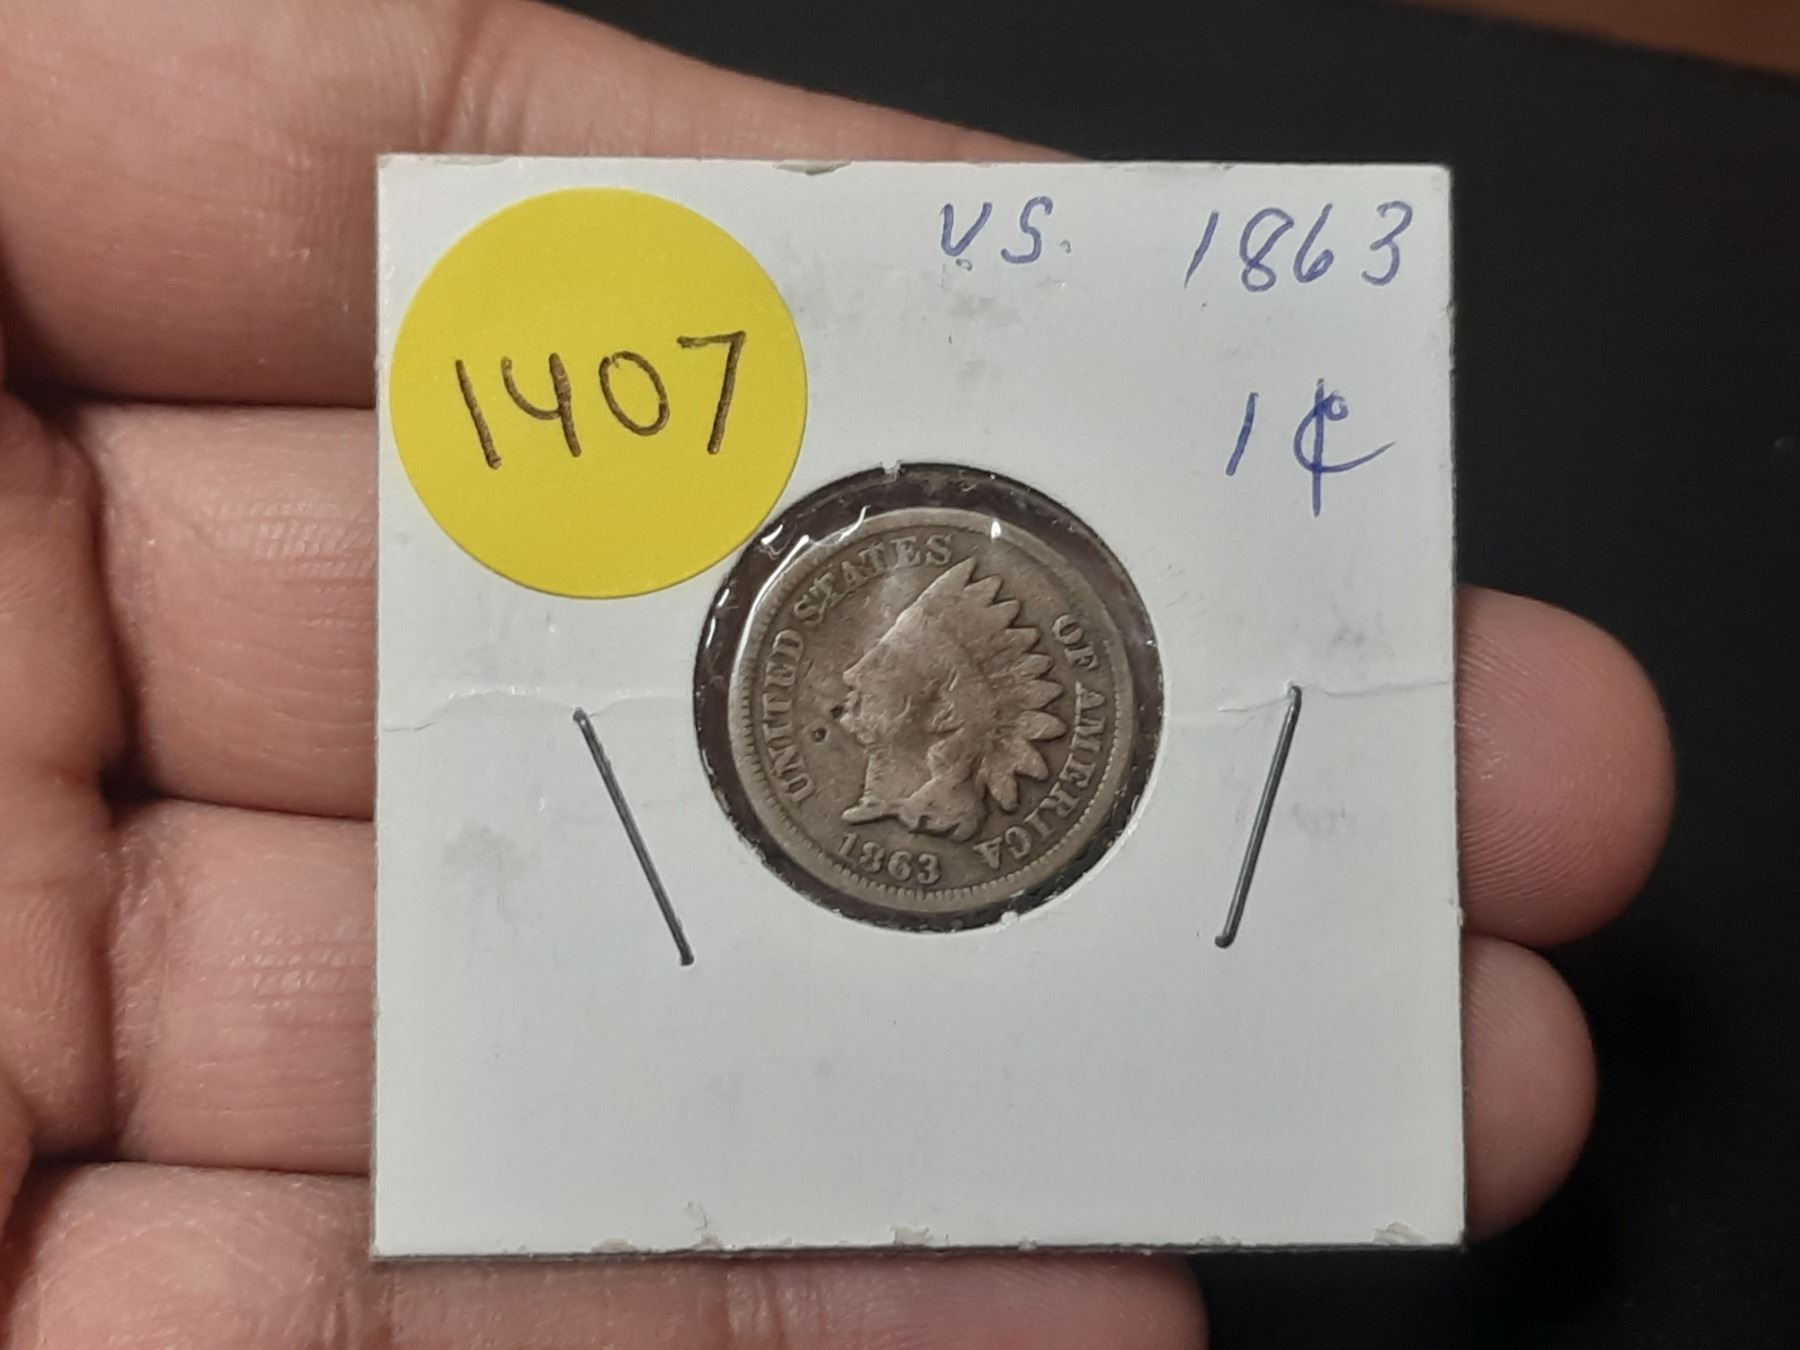 U.S. 1863
1407
1¢
UNITED STATES OF AMERICA
1863